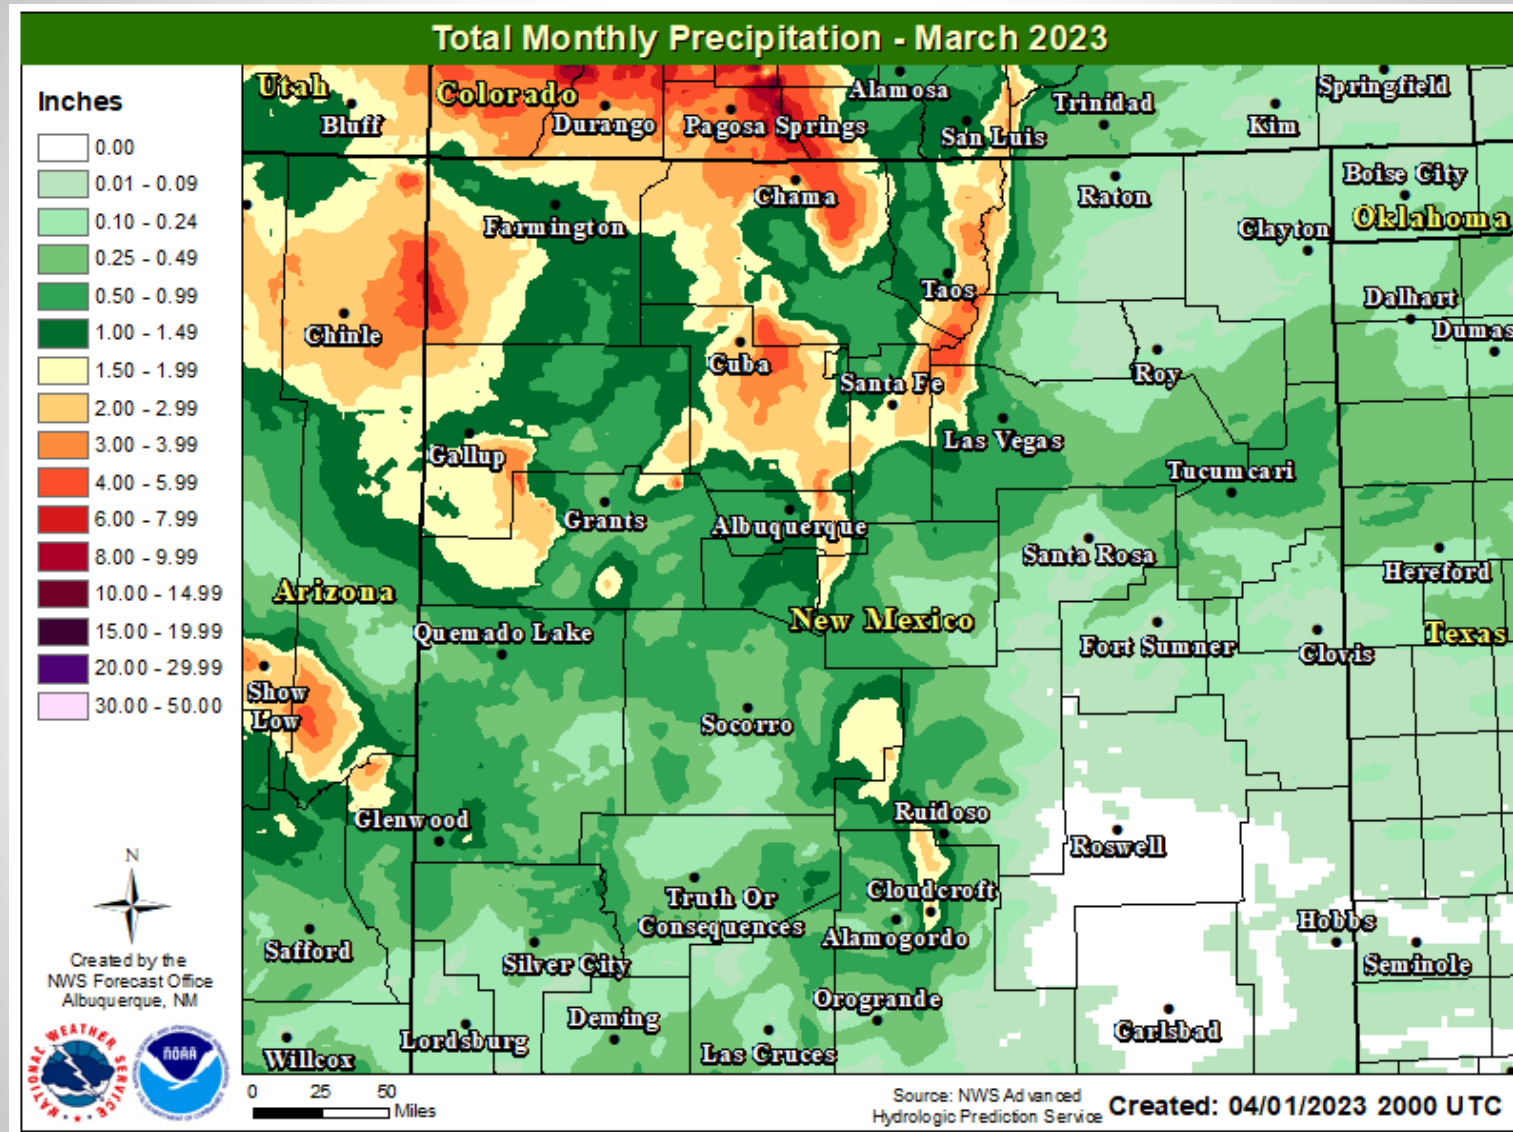 Total Monthly Precipitation - March 2023
Inches
0.00
0.01 - 0.09
0.10 - 0.24
0.25 - 0.49
0.50 - 0.99
1.00 - 1.49
1.50 - 1.99
2.00 - 2.99
3.00 - 3.99
4.00 - 5.99
6.00 - 7.99
8.00 - 9.99
10.00 - 14.99
15.00 - 19.99
20.00 - 29.99
30.00 - 50.00
Utah
Colorado
Alamosa
Springfield
Bluff
Durango
Pagosa Springs
San Luis
Trinidad
Kim
Chama
Raton
Boise City
Oklahoma
Farmington
Clayton
Taos
Dalhart
Chinle
Dumas
Cuba
Santa Fe
Roy
Gallup
Las Vegas
Tucumcari
Grants
Albuquerque
Santa Rosa
Hereford
Arizona
New Mexico
Quemado Lake
Fort Sumner
Clovis
Texas
Show
Low
Socorro
Glenwood
Ruidoso
Roswell
Truth Or
Consequences
Cloudcroft
Alamogordo
Hobbs
Safford
Silver City
Seminole
Orogrande
Willcox
Lordsburg
Deming
Las Cruces
Carlsbad
N
Created by the
NWS Forecast Office
Albuquerque, NM
NATIONAL WEATHER SERVICE
NOAA
0 25 50
Miles
Source: NWS Advanced
Hydrologic Prediction Service
Created: 04/01/2023 2000 UTC